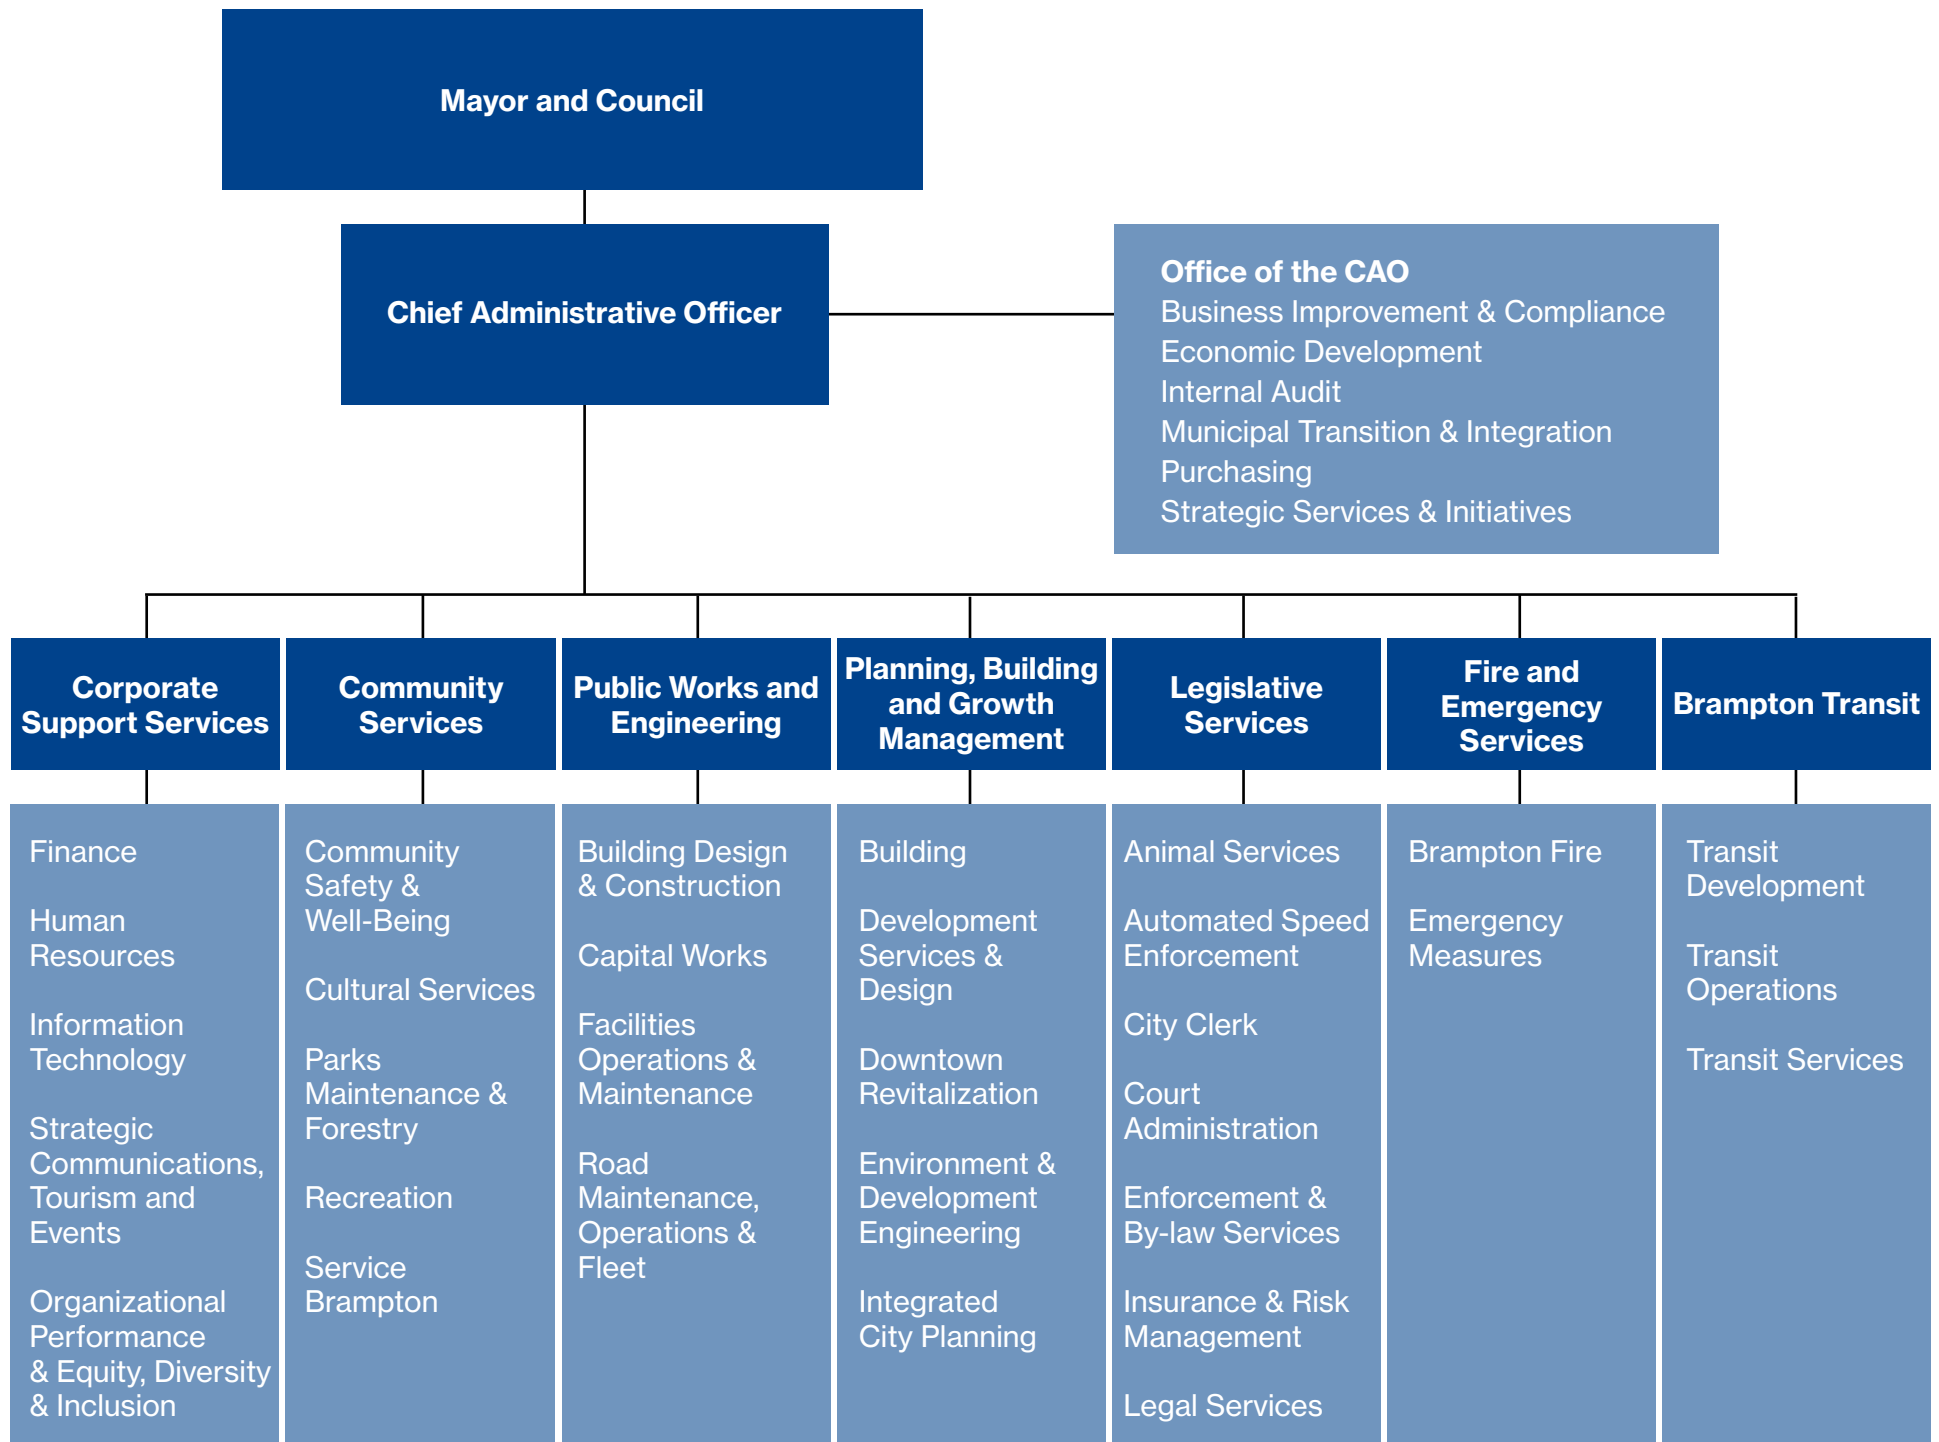 Mayor and Council
Chief Administrative Officer
Office of the CAO
Business Improvement & Compliance
Economic Development
Internal Audit
Municipal Transition & Integration
Purchasing
Strategic Services & Initiatives
Corporate
Support Services
Community
Services
Public Works and
Engineering
Planning, Building
and Growth
Management
Legislative
Services
Fire and
Emergency
Services
Brampton Transit
Finance
Human
Resources
Information
Technology
Strategic
Communications,
Tourism and
Events
Organizational
Performance
& Equity, Diversity
& Inclusion
Community
Safety &
Well-Being
Cultural Services
Parks
Maintenance &
Forestry
Recreation
Service
Brampton
Building Design
& Construction
Capital Works
Facilities
Operations &
Maintenance
Road
Maintenance,
Operations &
Fleet
Building
Development
Services &
Design
Downtown
Revitalization
Environment &
Development
Engineering
Integrated
City Planning
Animal Services
Automated Speed
Enforcement
City Clerk
Court
Administration
Enforcement &
By-law Services
Insurance & Risk
Management
Legal Services
Brampton Fire
Emergency
Measures
Transit
Development
Transit
Operations
Transit Services